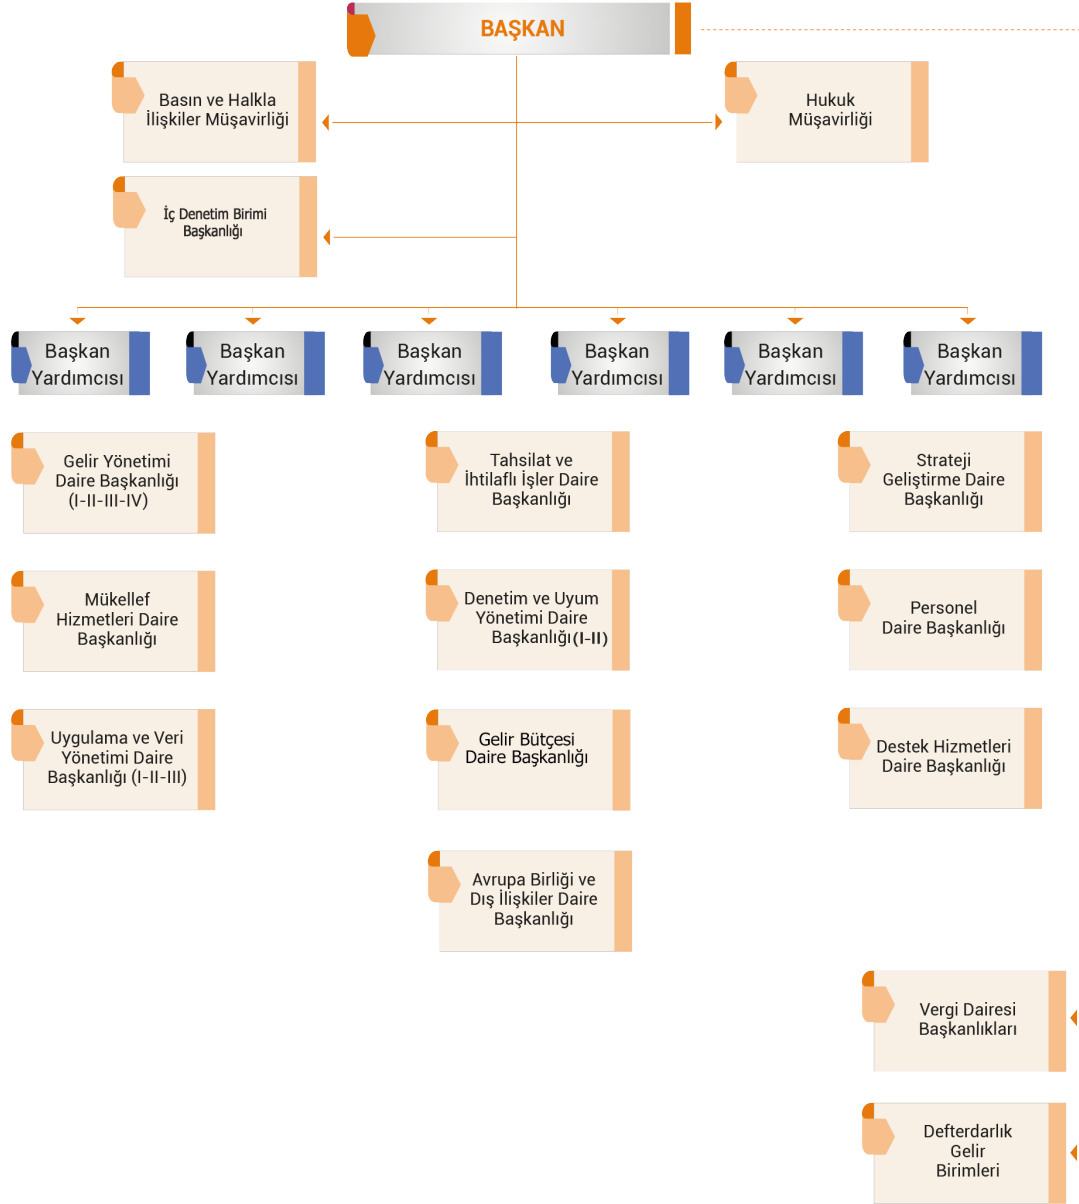 BAŞKAN
Basın ve Halkla
İlişkiler Müşavirliği
Hukuk
Müşavirliği
İç Denetim Birimi
Başkanlığı
Başkan
Yardımcısı
Başkan
Yardımcısı
Başkan
Yardımcısı
Başkan
Yardımcısı
Başkan
Yardımcısı
Başkan
Yardımcısı
Gelir Yönetimi
Daire Başkanlığı
(I-II-III-IV)
Tahsilat ve
İhtilaflı İşler Daire
Başkanlığı
Strateji
Geliştirme Daire
Başkanlığı
Mükellef
Hizmetleri Daire
Başkanlığı
Denetim ve Uyum
Yönetimi Daire
Başkanlığı(I-II)
Personel
Daire Başkanlığı
Uygulama ve Veri
Yönetimi Daire
Başkanlığı (I-II-III)
Gelir Bütçesi
Daire Başkanlığı
Destek Hizmetleri
Daire Başkanlığı
Avrupa Birliği ve
Dış İlişkiler Daire
Başkanlığı
Vergi Dairesi
Başkanlıkları
Defterdarlık
Gelir
Birimleri